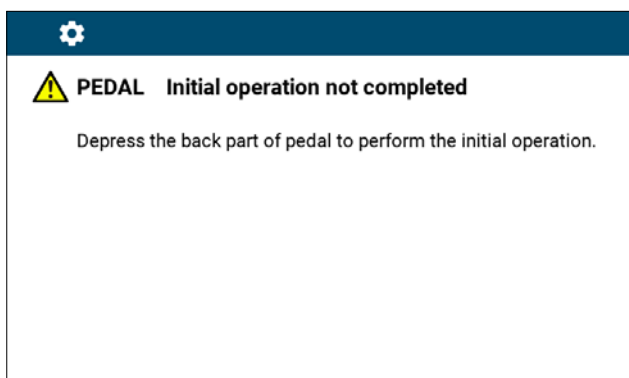 PEDAL Initial operation not completed
Depress the back part of pedal to perform the initial operation.